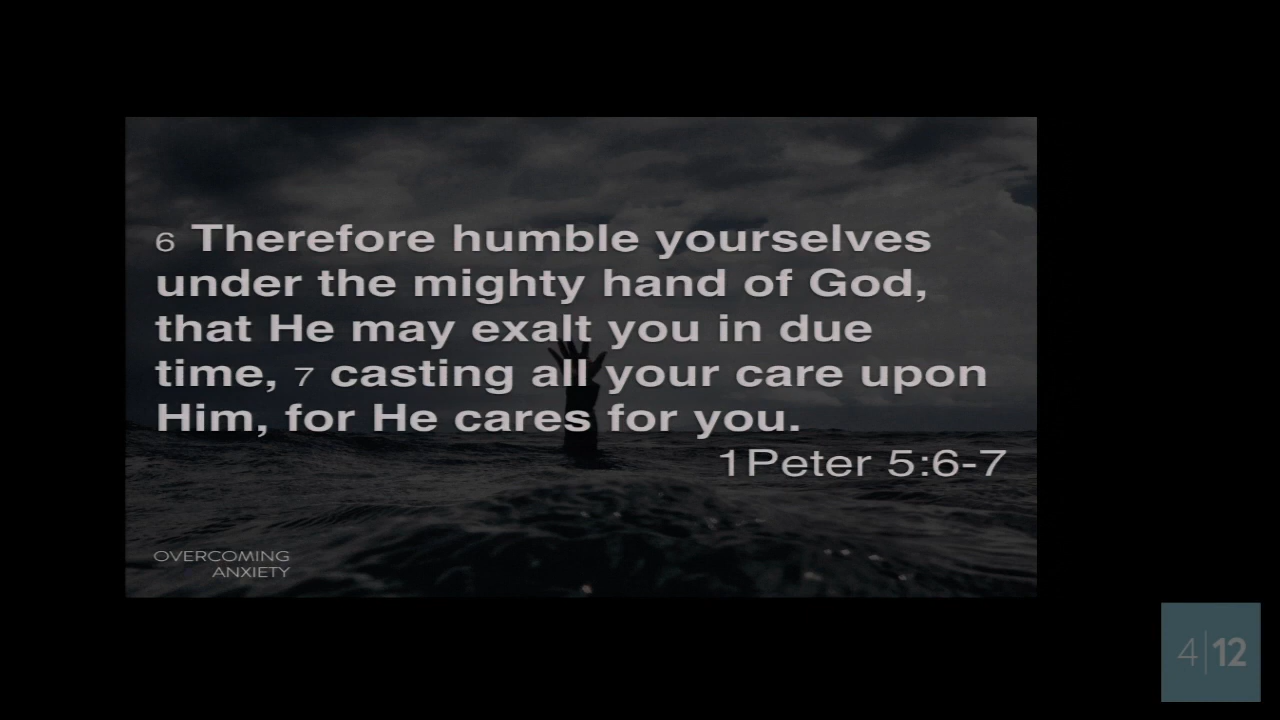 6 Therefore humble yourselves
under the mighty hand of God,
that He may exalt you in due
time, 7 casting all your care upon
Him, for He cares for you.
1Peter 5:6-7
OVERCOMING
ANXIETY
4|12